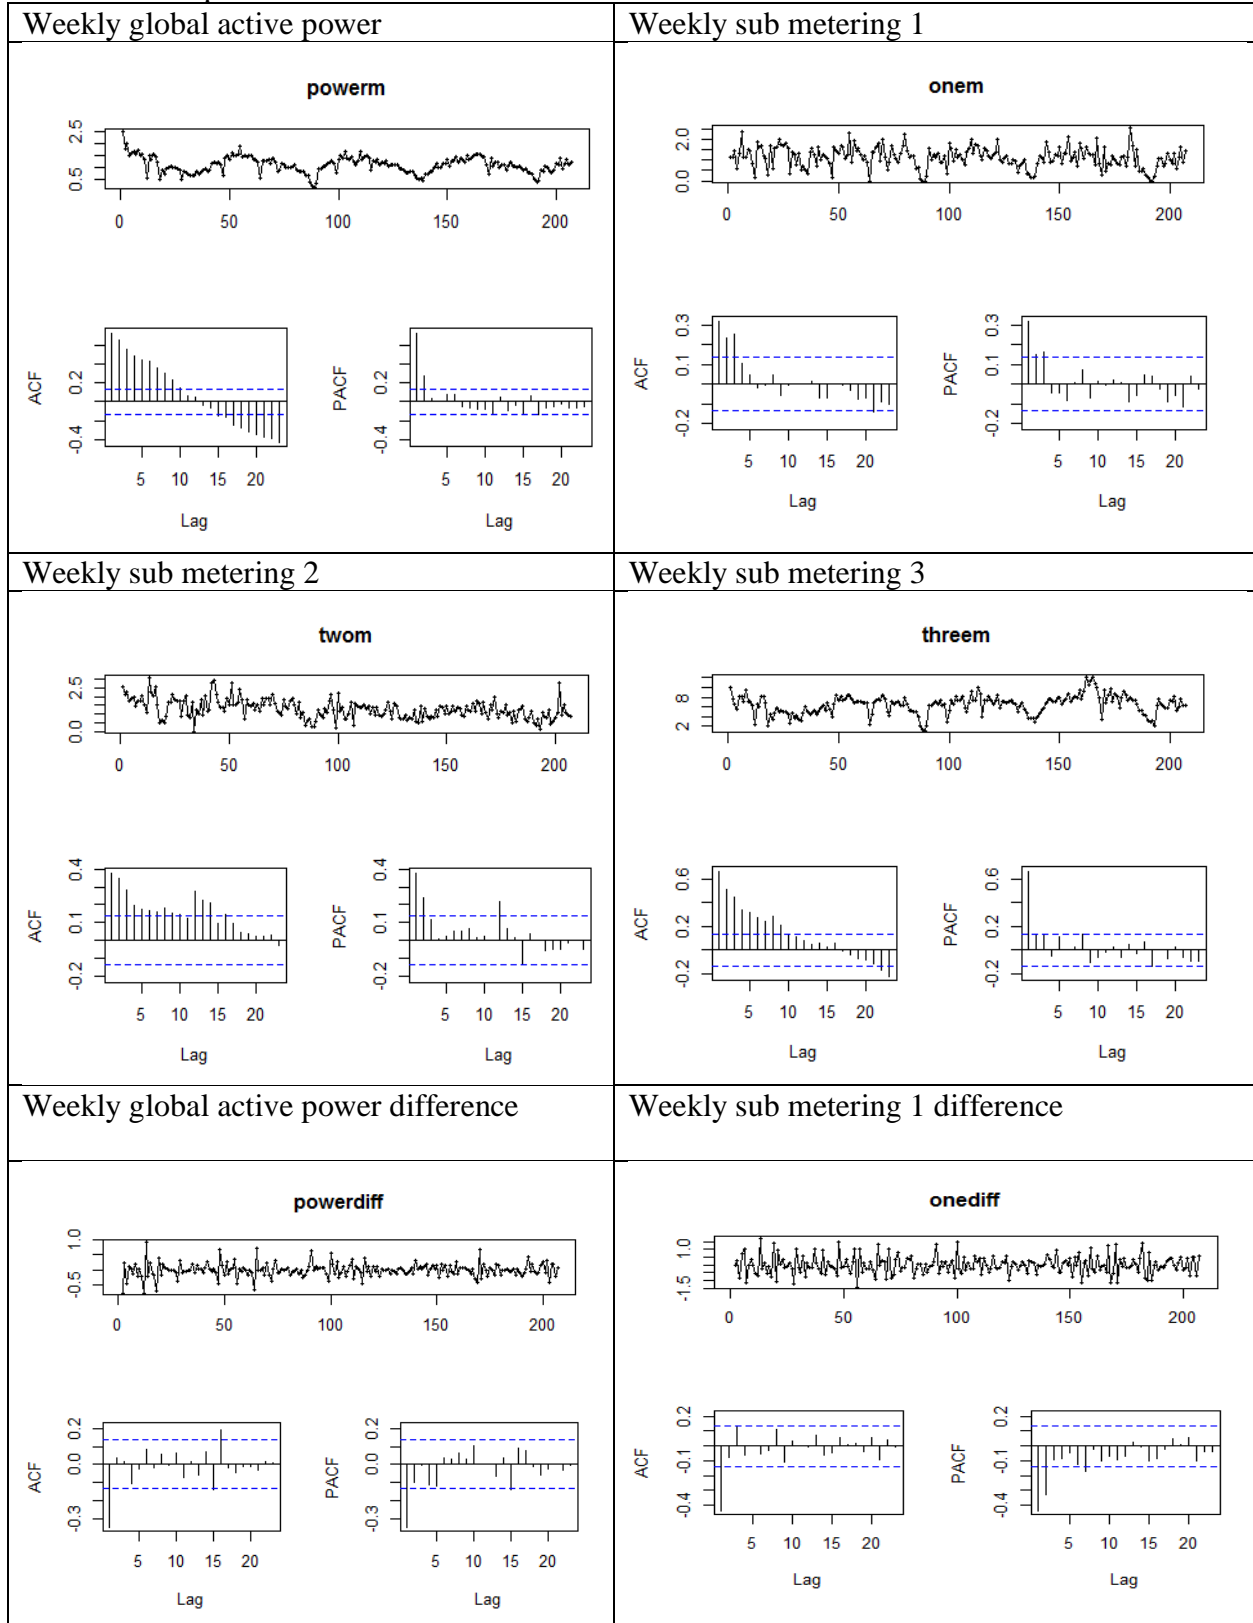 Weekly global active power
Weekly sub metering 1
powerm
2.5
0.5
0 50 100 150 200
ACF
0.2
-0.4
5 10 15 20
Lag
PACF
0.2
-0.4
5 10 15 20
Lag
onem
2.0
0.0
0 50 100 150 200
ACF
0.3
0.1
-0.2
5 10 15 20
Lag
PACF
0.3
0.1
-0.2
5 10 15 20
Lag
Weekly sub metering 2
Weekly sub metering 3
twom
2.5
0.0
0 50 100 150 200
ACF
0.4
0.1
-0.2
5 10 15 20
Lag
PACF
0.4
0.1
-0.2
5 10 15 20
Lag
threem
8
2
0 50 100 150 200
ACF
0.6
0.2
-0.2
5 10 15 20
Lag
PACF
0.6
0.2
-0.2
5 10 15 20
Lag
Weekly global active power difference
Weekly sub metering 1 difference
powerdiff
1.0
-0.5
0 50 100 150 200
ACF
0.2
0.0
-0.3
5 10 15 20
Lag
PACF
0.2
0.0
-0.3
5 10 15 20
Lag
onediff
1.0
-1.5
0 50 100 150 200
ACF
0.2
-0.1
-0.4
5 10 15 20
Lag
PACF
0.2
-0.1
-0.4
5 10 15 20
Lag